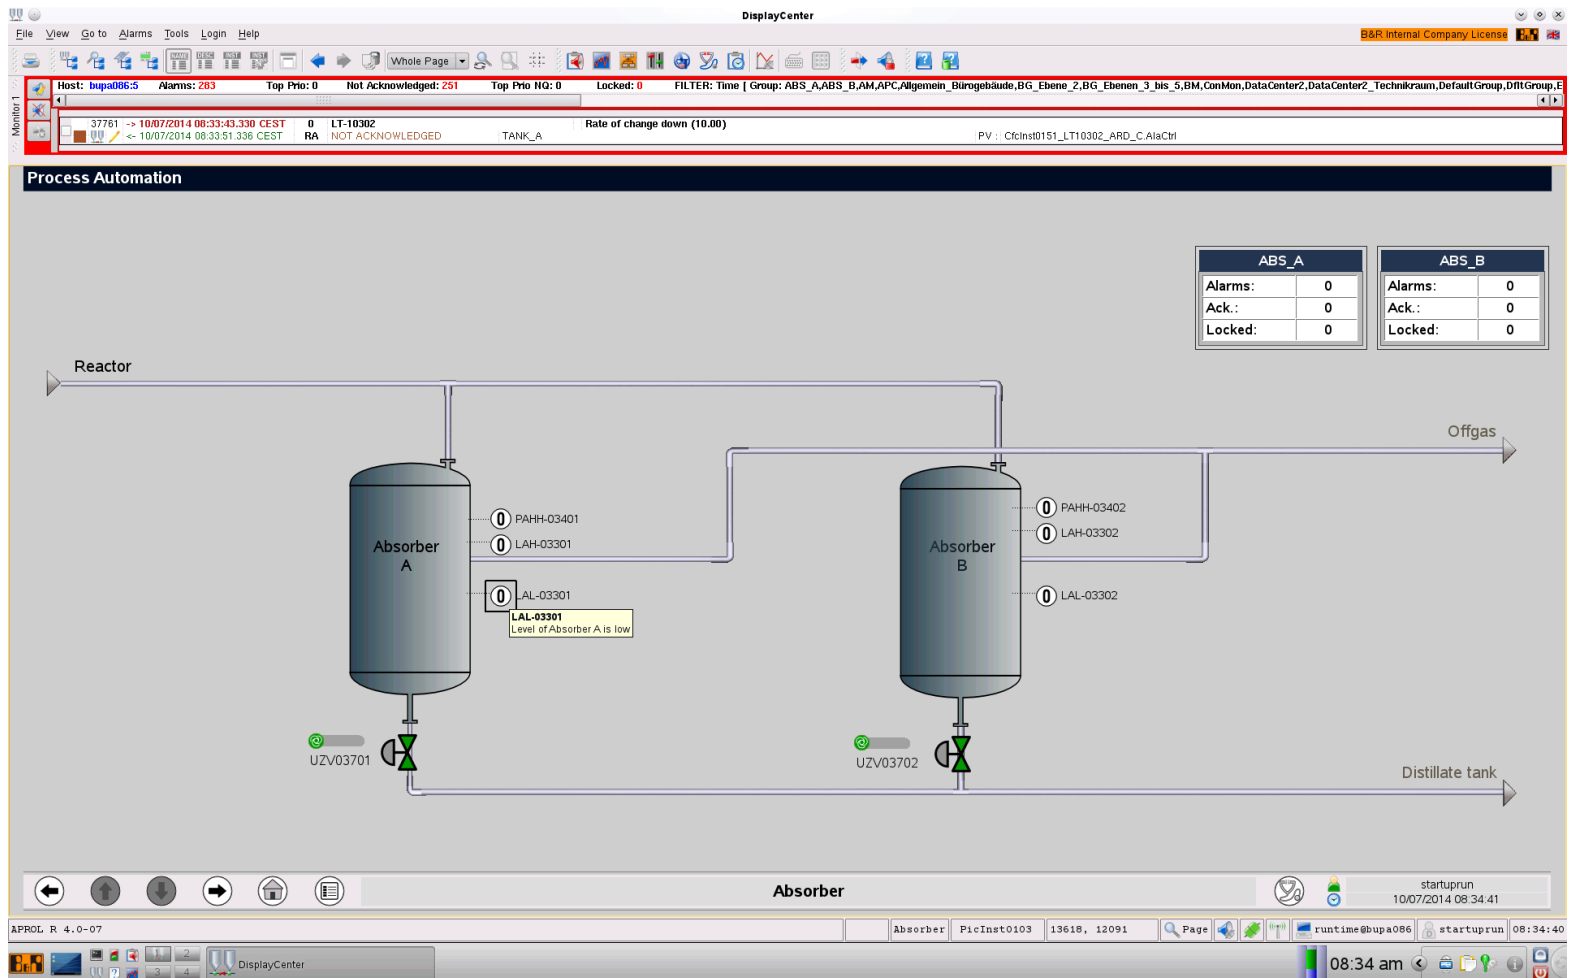 DisplayCenter
File View Go to Alarms Tools Login Help
B&R Internal Company License
NAME DESC INST INST
Whole Page
Monitor 1
Host: bupa086:5 Alarms: 283 Top Prio: 0 Not Acknowledged: 251 Top Prio NQ: 0 Locked: 0 FILTER: Time [ Group: ABS_A,ABS_B,AM,APC,Allgemein_Bürogebäude,BG_Ebene_2,BG_Ebenen_3_bis_5,BM,ConMon,DataCenter2,DataCenter2_Technikraum,DefaultGroup,DfltGroup,E
37761 -> 10/07/2014 08:33:43.330 CEST 0 LT-10302 Rate of change down (10.00)
<- 10/07/2014 08:33:51.336 CEST RA NOT ACKNOWLEDGED TANK_A PV : CfcInst0151_LT10302_ARD_C.AlaCtrl
Process Automation
ABS_A ABS_B
Alarms: 0 Alarms: 0
Ack.: 0 Ack.: 0
Locked: 0 Locked: 0
Reactor
Offgas
0 PAHH-03401
0 PAHH-03402
0 LAH-03301
0 LAH-03302
Absorber
A
Absorber
B
0 LAL-03301
0 LAL-03302
LAL-03301
Level of Absorber A is low
UZV03701
UZV03702
Distillate tank
Absorber
startuprun
10/07/2014 08:34:41
APROL R 4.0-07 Absorber PicInst0103 13618, 12091 Page runtime@bupa086 startuprun 08:34:40
B&R 1 2
3 4
DisplayCenter
08:34 am